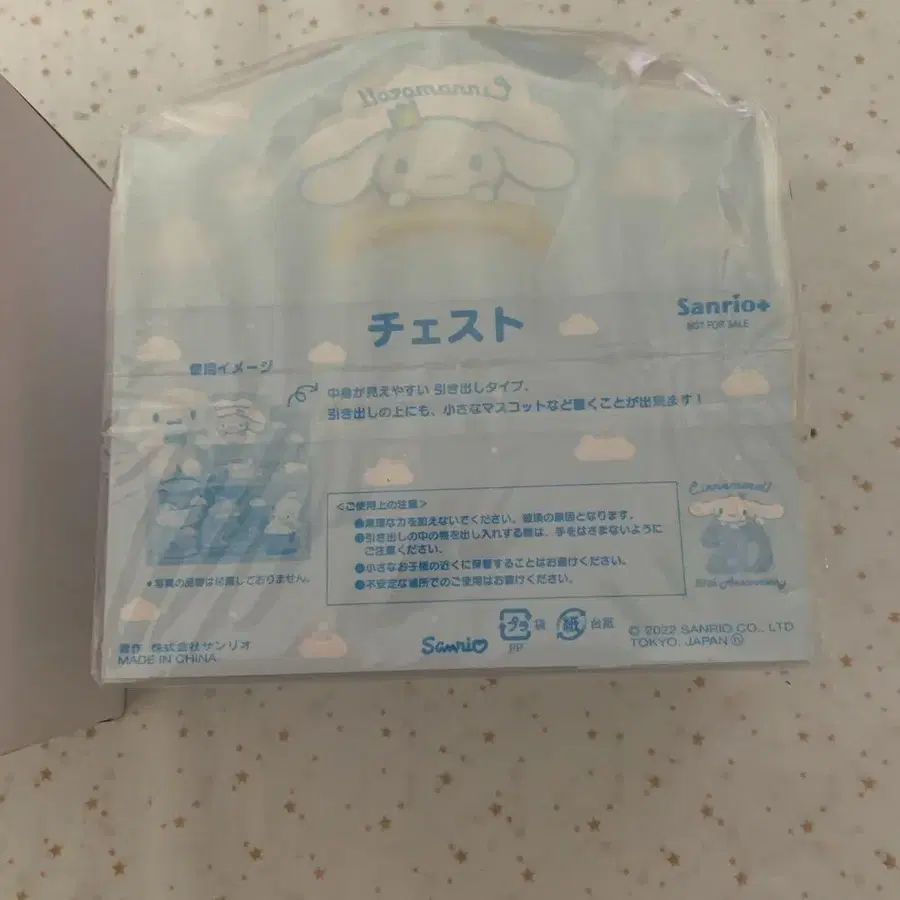 Cinnamoroll
Sanrio+
NOT FOR SALE
チェスト
使用イメージ
中身が見えやすい 引き出しタイプ。
引き出しの上にも、小さなマスコットなど置くことが出来ます!
<ご使用上の注意>
●無理な力を加えないでください。破損の原因となります。
●引き出しの中の物を出し入れする際は、手をはさまないように
ご注意ください。
●小さなお子様の近くに放置することはお避けください。
●不安定な場所でのご使用はお避けください。
Cinnamoroll
20
20th Anniversary
●写真の品物は付属しておりません。
著作 株式会社サンリオ
MADE IN CHINA
Sanrio
プラ 袋
PP
紙 台紙
© 2022 SANRIO CO., LTD.
TOKYO, JAPAN Ⓗ